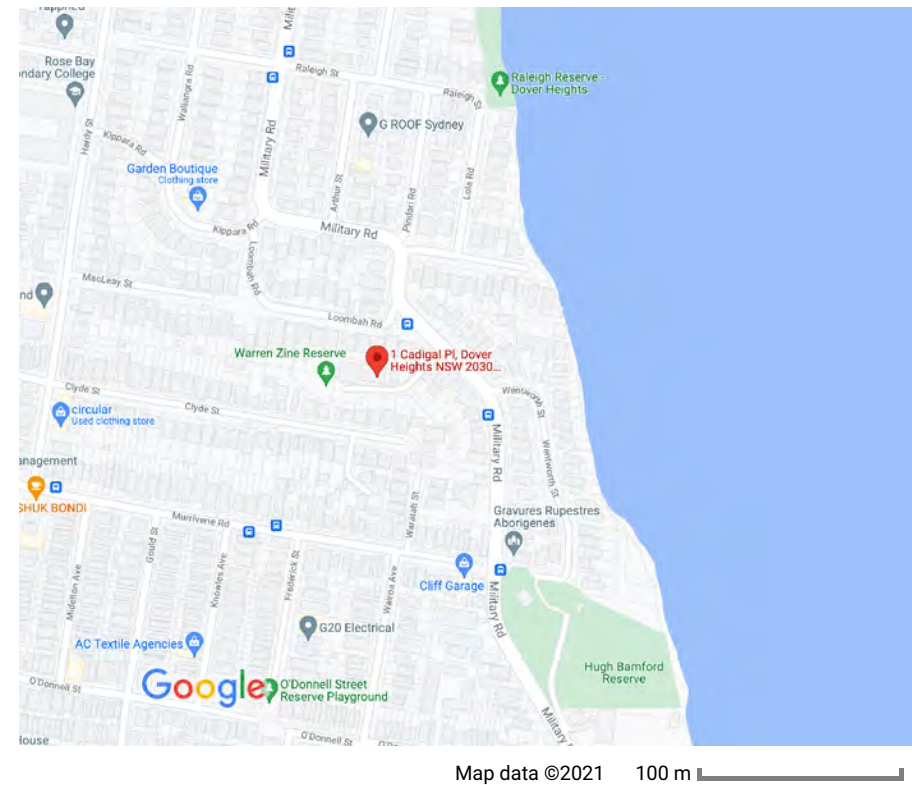 Rose Bay
ndary College
Hardy St
Wallangra Rd
Kippara Rd
Military Rd
Raleigh St
Raleigh
Raleigh Reserve -
Dover Heights
G ROOF Sydney
Garden Boutique
Clothing store
Kippara Rd
Arthur St
Military Rd
Pindari Rd
Lola Rd
Loombah Rd
MacLeay St
nd
Loombah Rd
Warren Zine Reserve
1 Cadigal Pl, Dover
Heights NSW 2030...
Clyde St
Clyde St
circular
Used clothing store
Wentworth St
Military Rd
Wentworth St
anagement
SHUK BONDI
Murriverie Rd
Waratah St
Gravures Rupestres
Aborigenes
Gould St
Knowles Ave
Frederick St
Wairoa Ave
Cliff Garage
Midelton Ave
Military Rd
AC Textile Agencies
G20 Electrical
Hugh Bamford
Reserve
O'Donnell St
Google
O'Donnell Street
Reserve Playground
O'Donnell St
Military
House
Map data ©2021
100 m